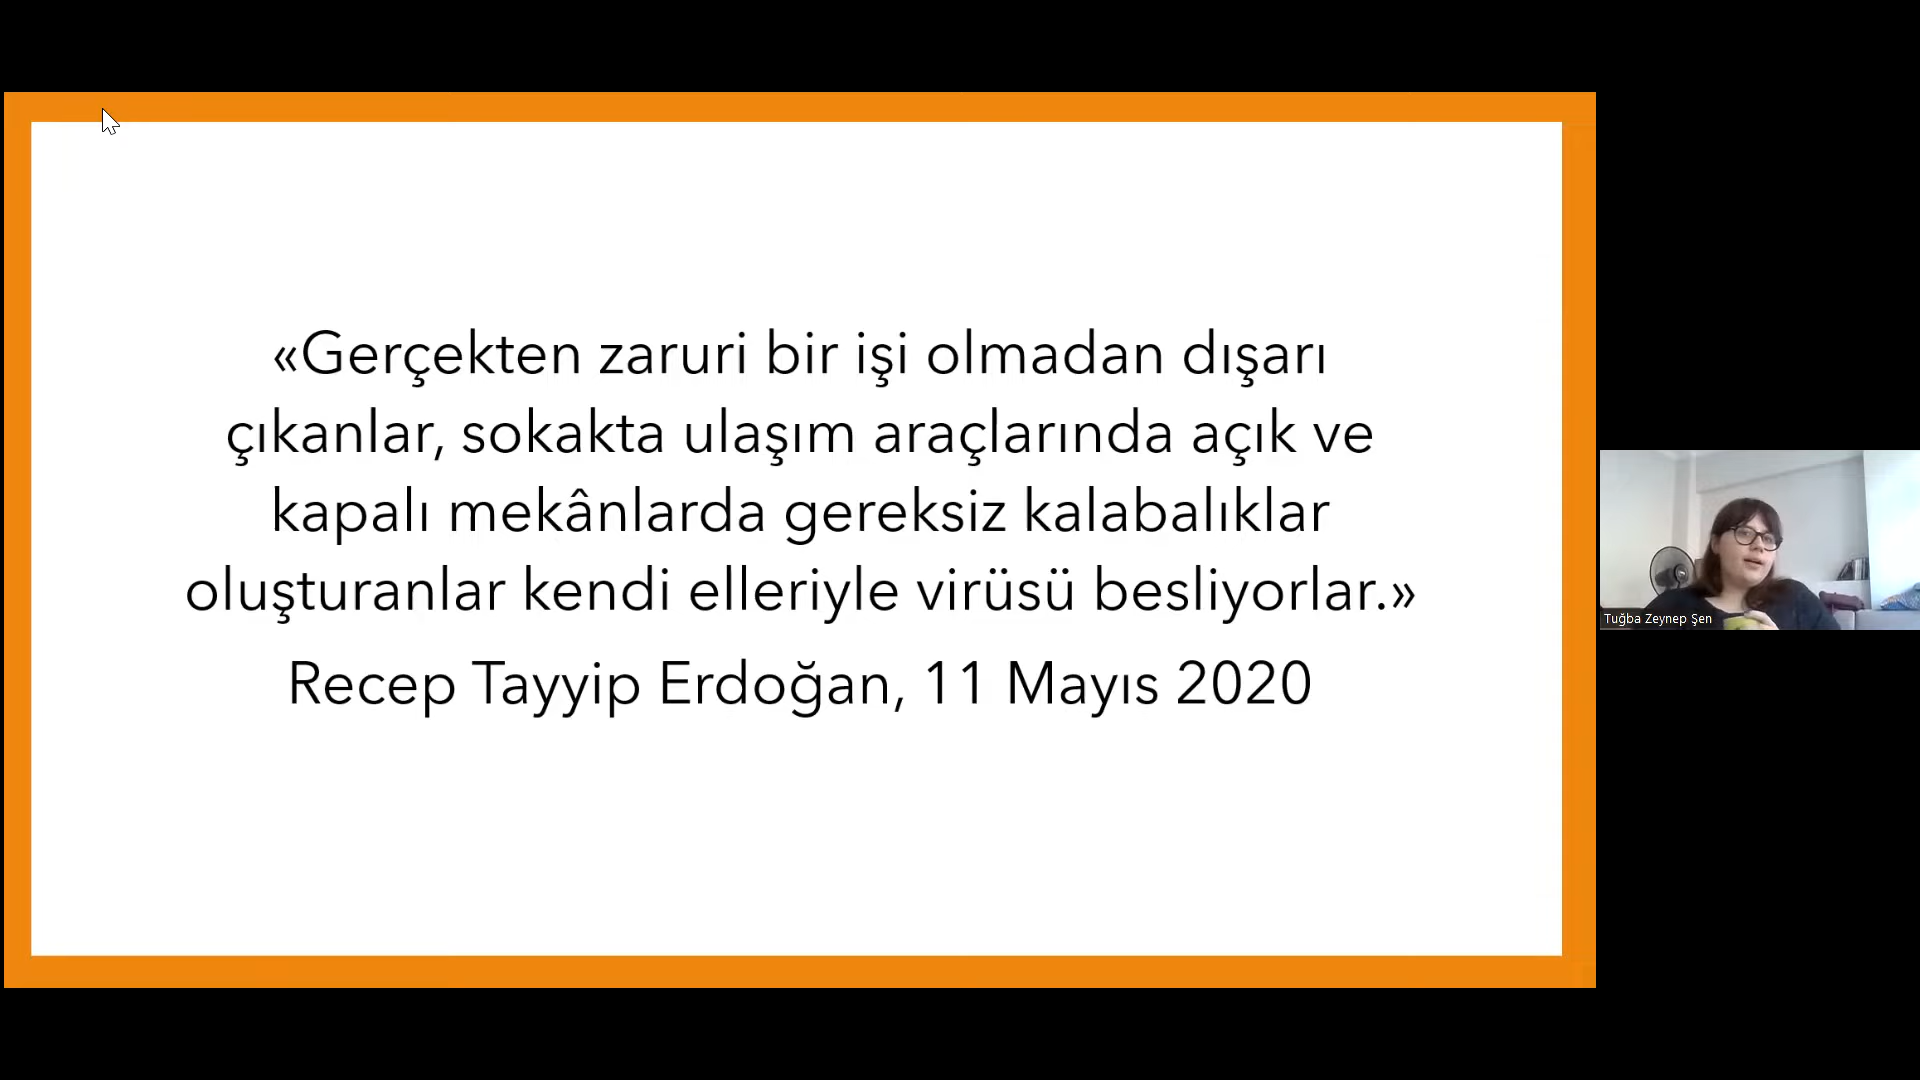 «Gerçekten zaruri bir işi olmadan dışarı
çıkanlar, sokakta ulaşım araçlarında açık ve
kapalı mekânlarda gereksiz kalabalıklar
oluşturanlar kendi elleriyle virüsü besliyorlar.»
Recep Tayyip Erdoğan, 11 Mayıs 2020
Tuğba Zeynep Şen